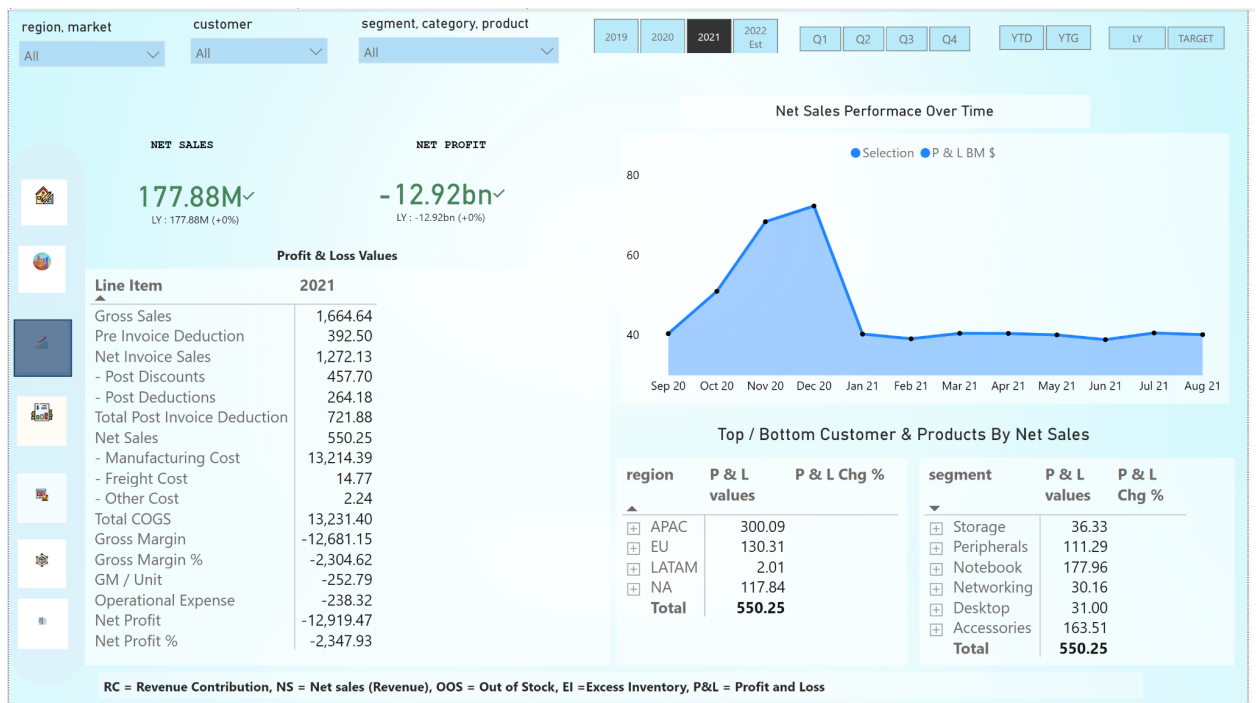 region, market
customer
segment, category, product
All
All
All
2019
2020
2021
2022
Est
Q1
Q2
Q3
Q4
YTD
YTG
LY
TARGET
NET SALES
177.88M
LY : 177.88M (+0%)
NET PROFIT
-12.92bn
LY : -12.92bn (+0%)
Net Sales Performace Over Time
Selection P & L BM $
80
60
40
Sep 20 Oct 20 Nov 20 Dec 20 Jan 21 Feb 21 Mar 21 Apr 21 May 21 Jun 21 Jul 21 Aug 21
Profit & Loss Values
Line Item 2021
Gross Sales 1,664.64
Pre Invoice Deduction 392.50
Net Invoice Sales 1,272.13
- Post Discounts 457.70
- Post Deductions 264.18
Total Post Invoice Deduction 721.88
Net Sales 550.25
- Manufacturing Cost 13,214.39
- Freight Cost 14.77
- Other Cost 2.24
Total COGS 13,231.40
Gross Margin -12,681.15
Gross Margin % -2,304.62
GM / Unit -252.79
Operational Expense -238.32
Net Profit -12,919.47
Net Profit % -2,347.93
Top / Bottom Customer & Products By Net Sales
region P & L values P & L Chg %
APAC 300.09
EU 130.31
LATAM 2.01
NA 117.84
Total 550.25
segment P & L values P & L Chg %
Storage 36.33
Peripherals 111.29
Notebook 177.96
Networking 30.16
Desktop 31.00
Accessories 163.51
Total 550.25
RC = Revenue Contribution, NS = Net sales (Revenue), OOS = Out of Stock, EI =Excess Inventory, P&L = Profit and Loss